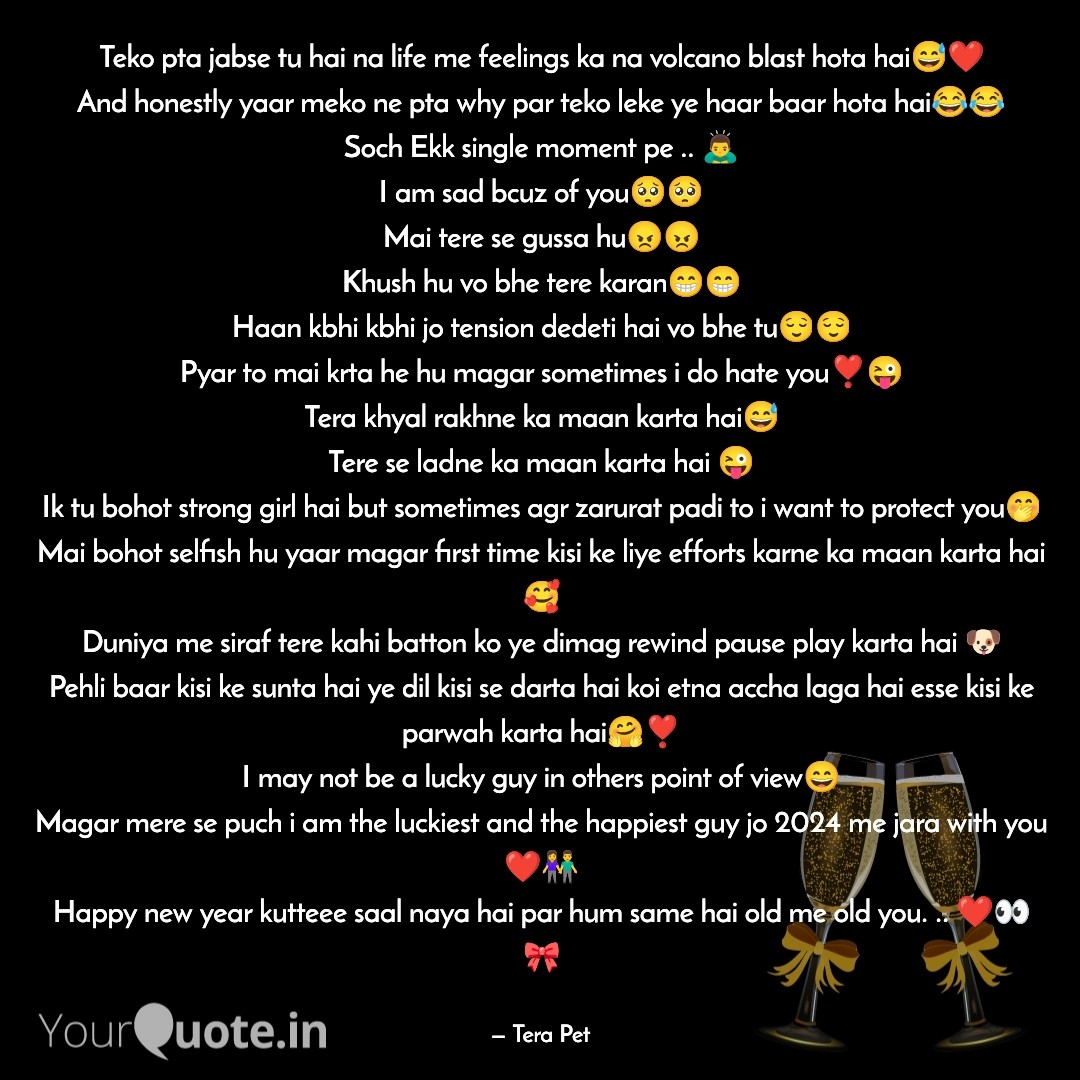 Teko pta jabse tu hai na life me feelings ka na volcano blast hota hai😅❤️
And honestly yaar meko ne pta why par teko leke ye haar baar hota hai😂😂
Soch Ekk single moment pe .. 🙇‍♂️
I am sad bcuz of you🥺🥺
Mai tere se gussa hu😠😠
Khush hu vo bhe tere karan😁😁
Haan kbhi kbhi jo tension dedeti hai vo bhe tu😌😌
Pyar to mai krta he hu magar sometimes i do hate you❣️😜
Tera khyal rakhne ka maan karta hai😅
Tere se ladne ka maan karta hai 😜
Ik tu bohot strong girl hai but sometimes agr zarurat padi to i want to protect you🤭
Mai bohot selfish hu yaar magar first time kisi ke liye efforts karne ka maan karta hai
🥰
Duniya me siraf tere kahi batton ko ye dimag rewind pause play karta hai 🐶
Pehli baar kisi ke sunta hai ye dil kisi se darta hai koi etna accha laga hai esse kisi ke
parwah karta hai🤗❣️
I may not be a lucky guy in others point of view😄
Magar mere se puch i am the luckiest and the happiest guy jo 2024 me jara with you
❤️👫
Happy new year kutteee saal naya hai par hum same hai old me old you. .. ❤️👀
🎀
YourQuote.in
– Tera Pet